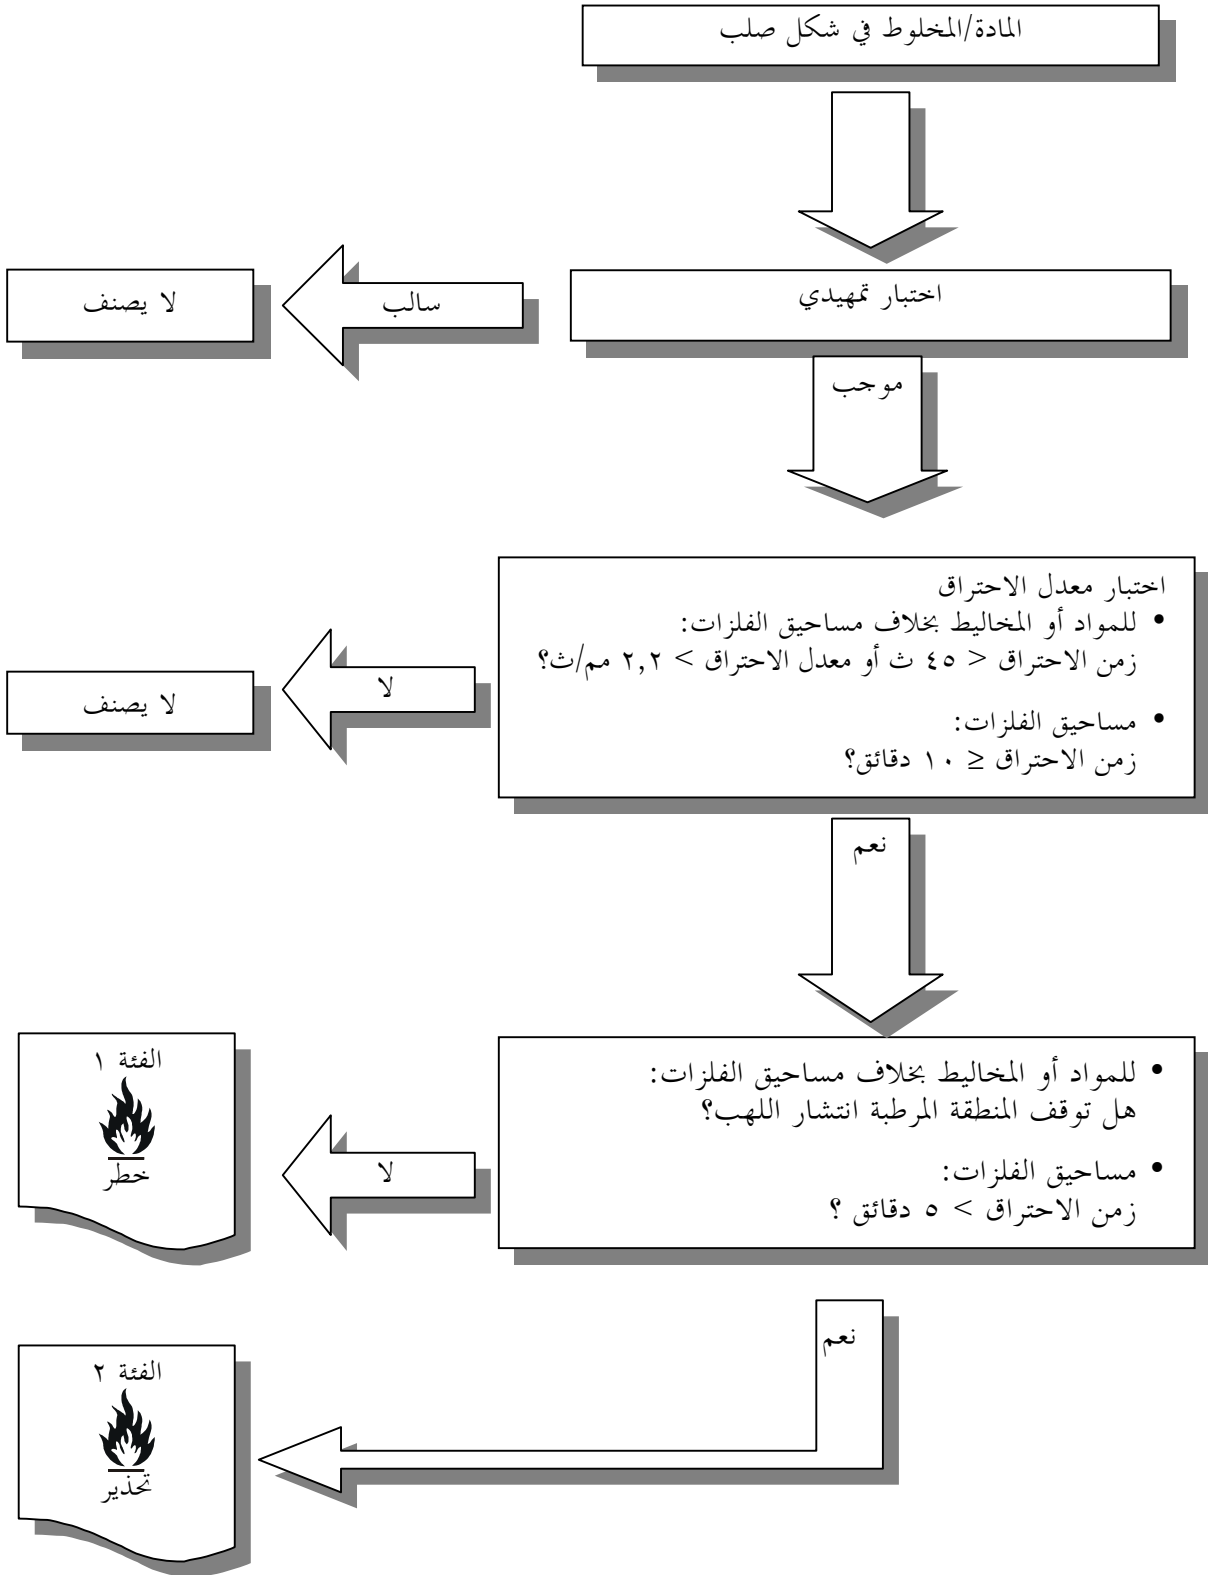 المادة/المخلوط في شكل صلب
اختبار تمهيدي
سالب
لا يصنف
موجب
اختبار معدل الاحتراق
• للمواد أو المخاليط بخلاف مساحيق الفلزات:
زمن الاحتراق < ٤٥ ث أو معدل الاحتراق > ٢,٢ مم/ث؟
• مساحيق الفلزات:
زمن الاحتراق ≤ ١٠ دقائق؟
لا
لا يصنف
نعم
• للمواد أو المخاليط بخلاف مساحيق الفلزات:
هل توقف المنطقة المرطبة انتشار اللهب؟
• مساحيق الفلزات:
زمن الاحتراق > ٥ دقائق ؟
لا
الفئة ١
خطر
نعم
الفئة ٢
تحذير